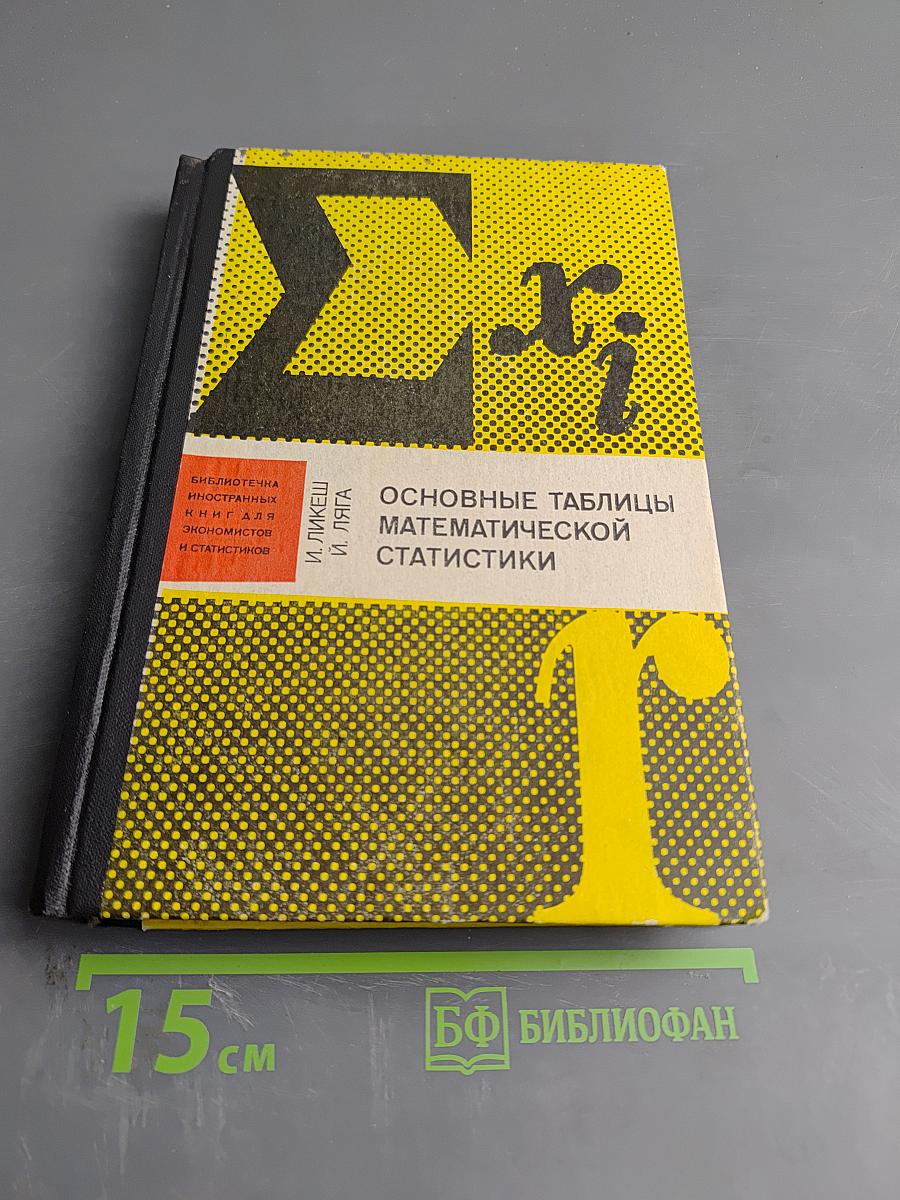 Σ x i
БИБЛИОТЕЧКА
ИНОСТРАННЫХ
КНИГ ДЛЯ
ЭКОНОМИСТОВ
И СТАТИСТИКОВ
И. ЛИКЕШ
Й. ЛЯГА
ОСНОВНЫЕ ТАБЛИЦЫ
МАТЕМАТИЧЕСКОЙ
СТАТИСТИКИ
r
15 см
БФ БИБЛИОФАН